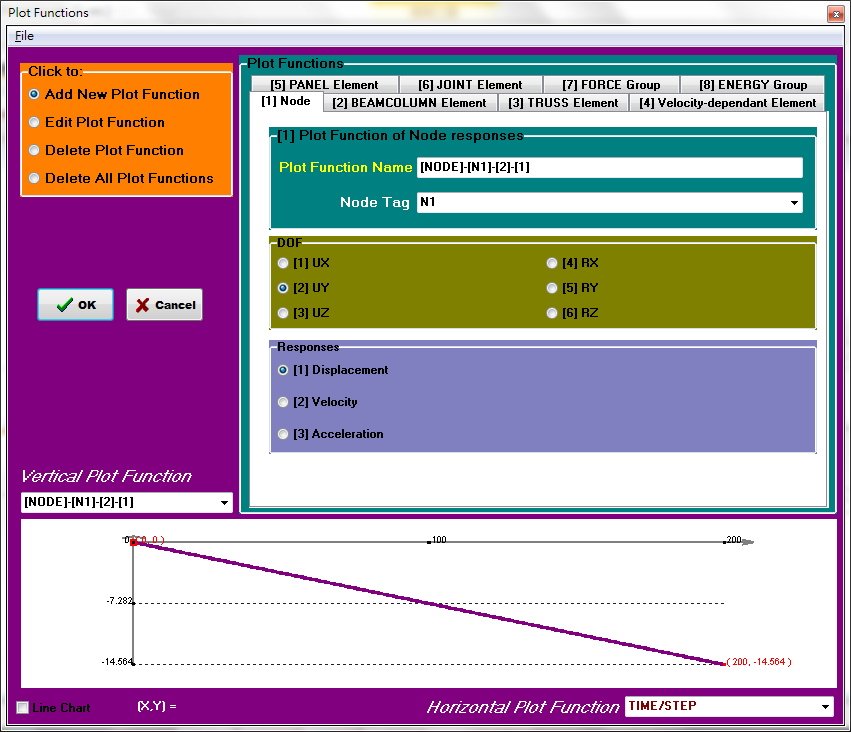 Plot Functions
File
Click to:
Add New Plot Function
Edit Plot Function
Delete Plot Function
Delete All Plot Functions
OK
Cancel
Plot Functions
[5] PANEL Element
[6] JOINT Element
[7] FORCE Group
[8] ENERGY Group
[1] Node
[2] BEAMCOLUMN Element
[3] TRUSS Element
[4] Velocity-dependant Element
[1] Plot Function of Node responses
Plot Function Name
[NODE]-[N1]-[2]-[1]
Node Tag
N1
DOF
[1] UX
[4] RX
[2] UY
[5] RY
[3] UZ
[6] RZ
Responses
[1] Displacement
[2] Velocity
[3] Acceleration
Vertical Plot Function
[NODE]-[N1]-[2]-[1]
0
(0, 0 )
100
200
-7.282
-14.564
( 200, -14.564 )
Line Chart
(X,Y) =
Horizontal Plot Function
TIME/STEP